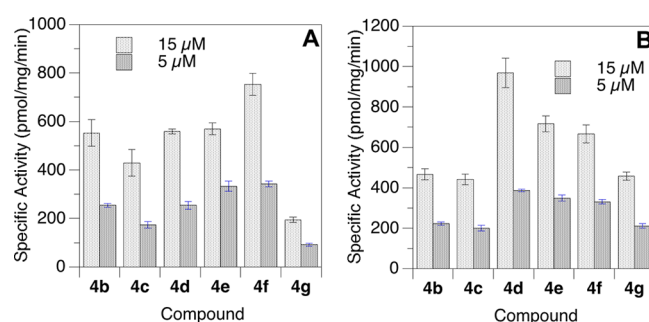 A
Specific Activity (pmol/mg/min)
1000
800
600
400
200
0
15 µM
5 µM
4b 4c 4d 4e 4f 4g
Compound
B
Specific Activity (pmol/mg/min)
1200
1000
800
600
400
200
0
15 µM
5 µM
4b 4c 4d 4e 4f 4g
Compound